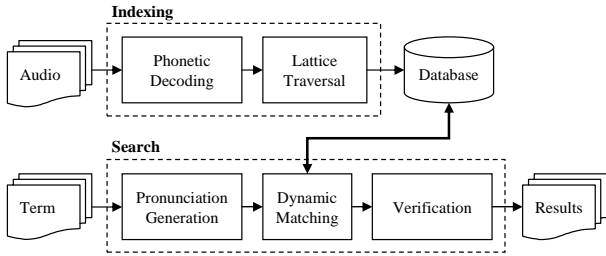 Indexing
Audio
Phonetic
Decoding
Lattice
Traversal
Database
Search
Term
Pronunciation
Generation
Dynamic
Matching
Verification
Results